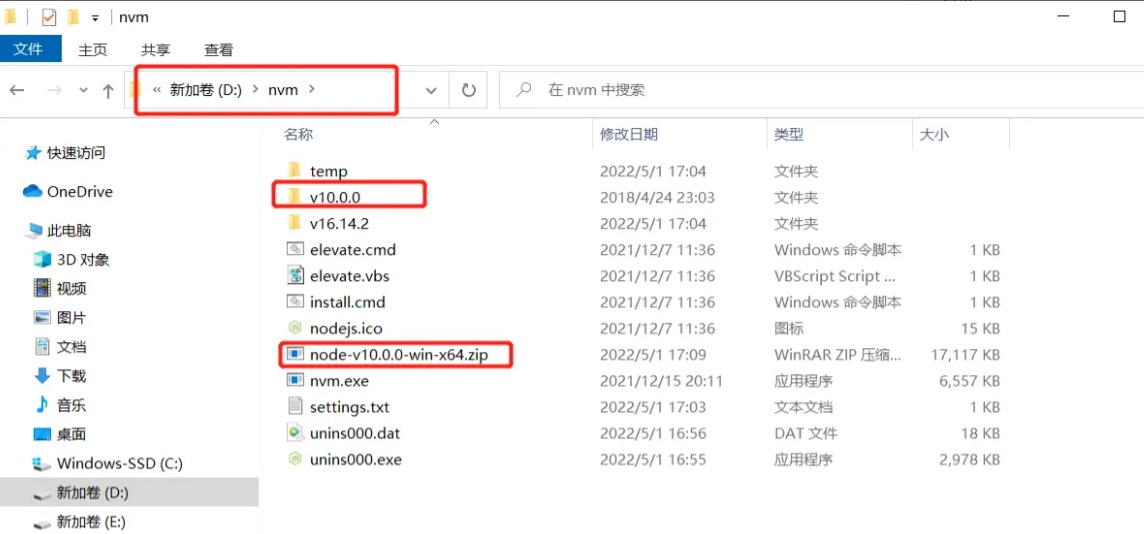 nvm
文件 主页 共享 查看
« 新加卷 (D:) > nvm > 在 nvm 中搜索
名称 修改日期 类型 大小
快速访问
OneDrive
此电脑
3D 对象
视频
图片
文档
下载
音乐
桌面
Windows-SSD (C:)
新加卷 (D:)
新加卷 (E:)
temp 2022/5/1 17:04 文件夹
v10.0.0 2018/4/24 23:03 文件夹
v16.14.2 2022/5/1 17:04 文件夹
elevate.cmd 2021/12/7 11:36 Windows 命令脚本 1 KB
elevate.vbs 2021/12/7 11:36 VBScript Script ... 1 KB
install.cmd 2021/12/7 11:36 Windows 命令脚本 1 KB
nodejs.ico 2021/12/7 11:36 图标 15 KB
node-v10.0.0-win-x64.zip 2022/5/1 17:09 WinRAR ZIP 压缩... 17,117 KB
nvm.exe 2021/12/15 20:11 应用程序 6,557 KB
settings.txt 2022/5/1 17:03 文本文档 1 KB
unins000.dat 2022/5/1 16:56 DAT 文件 18 KB
unins000.exe 2022/5/1 16:55 应用程序 2,978 KB